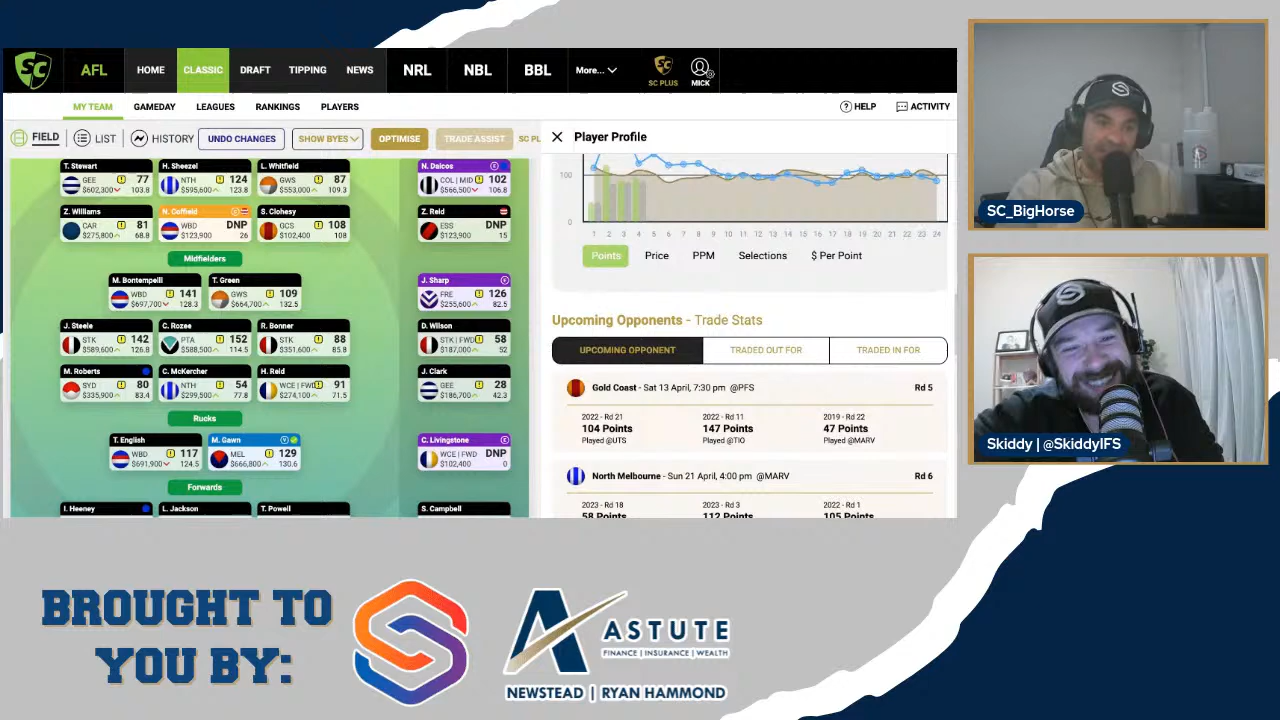 SC AFL HOME CLASSIC DRAFT TIPPING NEWS NRL NBL BBL More... SC PLUS MICK
MY TEAM GAMEDAY LEAGUES RANKINGS PLAYERS HELP ACTIVITY
FIELD LIST HISTORY UNDO CHANGES SHOW BYES OPTIMISE TRADE ASSIST SC PL
T. Stewart H. Sheezel L. Whitfield N. Daicos
GEE 77 NTH 124 GWS 87 COL | MID 102
$602,300 103.8 $595,600 123.8 $553,000 109.3 $566,500 106.8
Z. Williams N. Coffield S. Clohesy Z. Reid
CAR 81 WBD DNP GCS 108 ESS DNP
$275,800 68.8 $123,900 26 $102,400 108 $123,900 15
Midfielders
M. Bontempelli T. Green J. Sharp
WBD 141 GWS 109 FRE 126
$697,700 128.3 $664,700 132.5 $255,600 82.5
J. Steele C. Rozee R. Bonner D. Wilson
STK 142 PTA 152 STK 88 STK | FWD 58
$589,600 126.8 $588,500 114.5 $351,600 85.8 $187,000 52
M. Roberts C. McKercher H. Reid J. Clark
SYD 80 NTH 54 WCE | FWD 91 GEE 28
$335,900 83.4 $299,500 77.8 $274,100 71.5 $186,700 42.3
Rucks
T. English M. Gawn C. Livingstone
WBD 117 MEL 129 WCE | FWD DNP
$691,900 124.5 $666,800 130.6 $102,400 0
Forwards
I. Heeney L. Jackson T. Powell S. Campbell
Player Profile
100
0
1 2 3 4 5 6 7 8 9 10 11 12 13 14 15 16 17 18 19 20 21 22 23 24
Points Price PPM Selections $ Per Point
Upcoming Opponents - Trade Stats
UPCOMING OPPONENT TRADED OUT FOR TRADED IN FOR
Gold Coast - Sat 13 April, 7:30 pm @PFS Rd 5
2022 - Rd 21 2022 - Rd 11 2019 - Rd 22
104 Points 147 Points 47 Points
Played @UTS Played @TIO Played @MARV
North Melbourne - Sun 21 April, 4:00 pm @MARV Rd 6
2023 - Rd 18 2023 - Rd 3 2022 - Rd 1
58 Points 112 Points 105 Points
SC_BigHorse
Skiddy | @SkiddyIFS
BROUGHT TO
YOU BY:
ASTUTE
FINANCE | INSURANCE | WEALTH
NEWSTEAD | RYAN HAMMOND